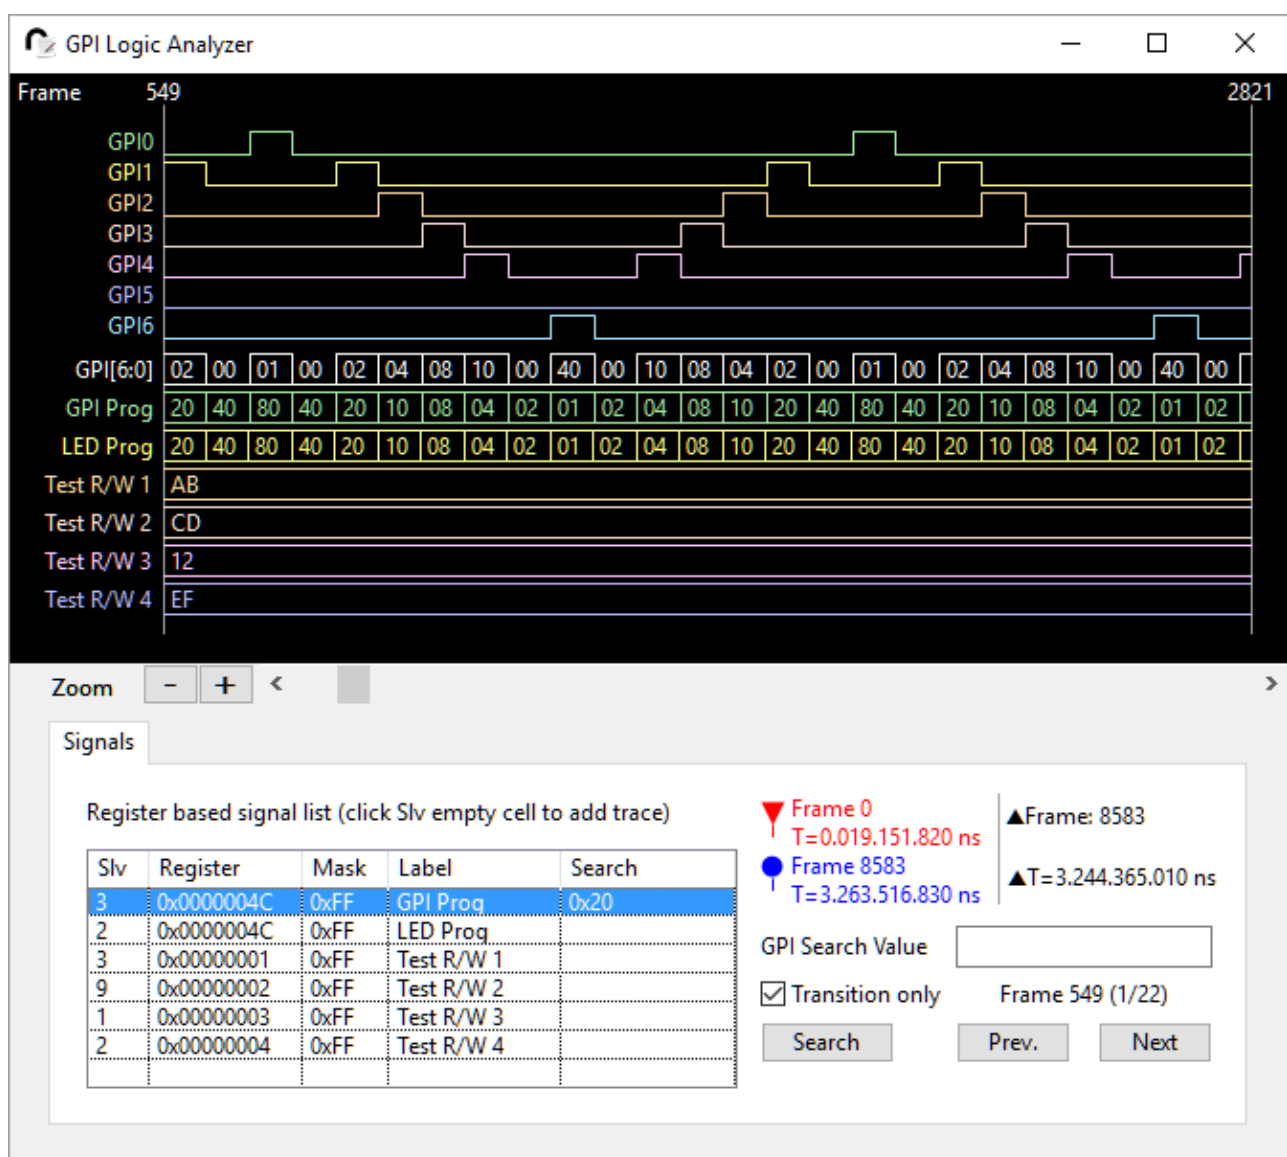 GPI Logic Analyzer
Frame 549 2821
GPI0
GPI1
GPI2
GPI3
GPI4
GPI5
GPI6
GPI[6:0] 02 00 01 00 02 04 08 10 00 40 00 10 08 04 02 00 01 00 02 04 08 10 00 40 00
GPI Prog 20 40 80 40 20 10 08 04 02 01 02 04 08 10 20 40 80 40 20 10 08 04 02 01 02
LED Prog 20 40 80 40 20 10 08 04 02 01 02 04 08 10 20 40 80 40 20 10 08 04 02 01 02
Test R/W 1 AB
Test R/W 2 CD
Test R/W 3 12
Test R/W 4 EF
Zoom - + < >
Signals
Register based signal list (click Slv empty cell to add trace)
Slv Register Mask Label Search
3 0x0000004C 0xFF GPI Prog 0x20
2 0x0000004C 0xFF LED Prog
3 0x00000001 0xFF Test R/W 1
9 0x00000002 0xFF Test R/W 2
1 0x00000003 0xFF Test R/W 3
2 0x00000004 0xFF Test R/W 4
Frame 0
T=0.019.151.820 ns
Frame 8583
T=3.263.516.830 ns
▲Frame: 8583
▲T=3.244.365.010 ns
GPI Search Value
Transition only Frame 549 (1/22)
Search Prev. Next